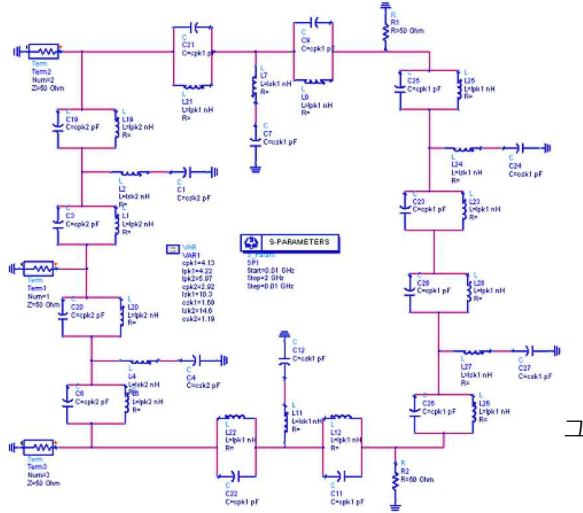 C
C21
C=cpk1 pF
L
L21
L=lpk1 nH
R=
C
C9
C=cpk1 pF
L
L9
L=lpk1 nH
R=
R
R1
R=50 Ohm
Term
Term2
Num=2
Z=50 Ohm
L
L7
L=lsk1 nH
R=
C
C7
C=csk1 pF
C
C25
C=cpk1 pF
L
L25
L=lpk1 nH
R=
C
C19
C=cpk2 pF
L
L19
L=lpk2 nH
R=
L
L24
L=lsk1 nH
R=
C
C24
C=csk1 pF
L
L2
L=lsk2 nH
R=
C
C1
C=csk2 pF
C
C3
C=cpk2 pF
L
L1
L=lpk2 nH
R=
C
C23
C=cpk1 pF
L
L23
L=lpk1 nH
R=
VAR
VAR1
cpk1=4.13
lpk1=4.22
lpk2=5.97
cpk2=2.92
lsk1=10.3
csk1=1.69
lsk2=14.6
csk2=1.19
S-PARAMETERS
S_Param
SP1
Start=0.01 GHz
Stop=2 GHz
Step=0.01 GHz
Term
Term1
Num=1
Z=50 Ohm
C
C28
C=cpk1 pF
L
L28
L=lpk1 nH
R=
C
C20
C=cpk2 pF
L
L20
L=lpk2 nH
R=
C
C12
C=csk1 pF
L
L27
L=lsk1 nH
R=
C
C27
C=csk1 pF
L
L4
L=lsk2 nH
R=
C
C4
C=csk2 pF
L
L=lpk2 nH
R=
C=cpk2 pF
L
L11
L=lsk1 nH
R=
L
L22
L=lpk1 nH
R=
C
C22
C=cpk1 pF
L
L12
L=lpk1 nH
R=
C
C11
C=cpk1 pF
C
C26
C=cpk1 pF
L
L26
L=lpk1 nH
R=
Term
Term3
Num=3
Z=50 Ohm
R
R2
R=50 Ohm